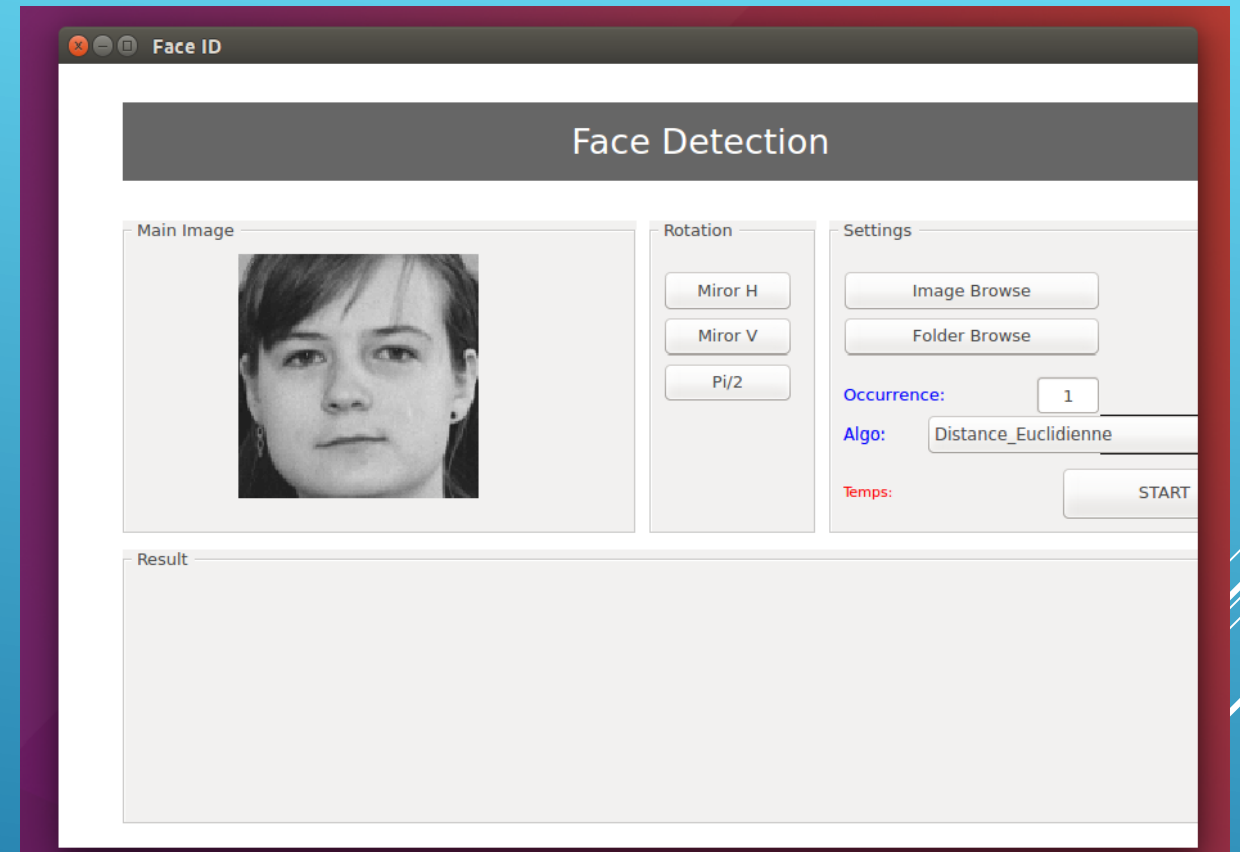 Face ID
Face Detection
Main Image
Rotation
Settings
Miror H
Miror V
Pi/2
Image Browse
Folder Browse
Occurrence: 1
Algo: Distance_Euclidienne
Temps: START
Result